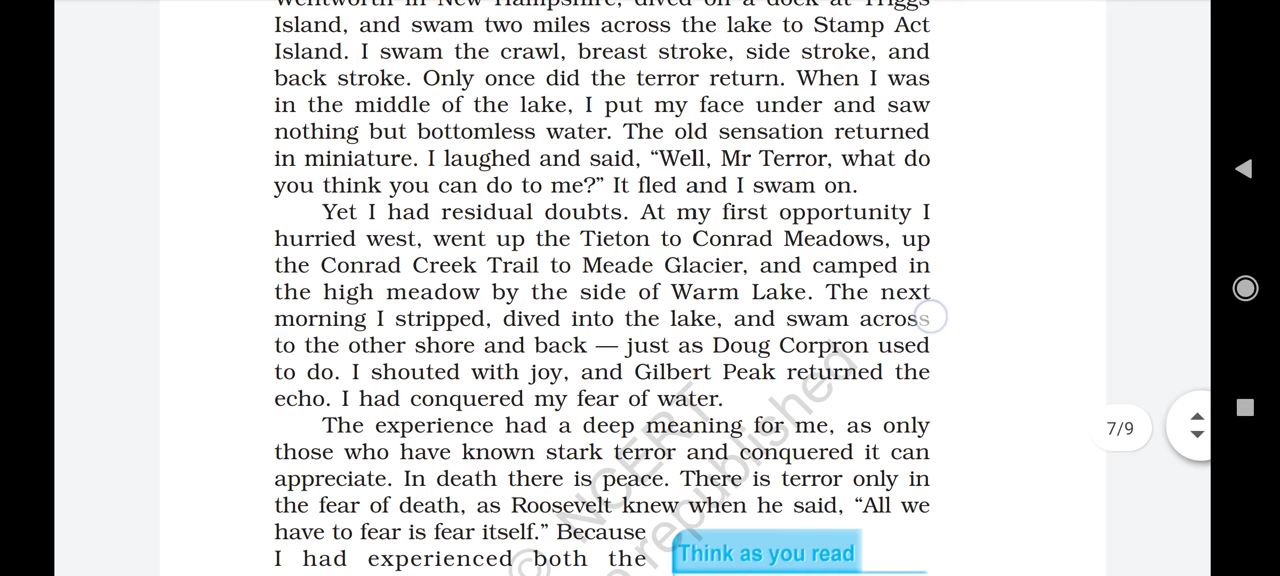 Wentworth in New Hampshire, dived off a dock at Triggs
Island, and swam two miles across the lake to Stamp Act
Island. I swam the crawl, breast stroke, side stroke, and
back stroke. Only once did the terror return. When I was
in the middle of the lake, I put my face under and saw
nothing but bottomless water. The old sensation returned
in miniature. I laughed and said, “Well, Mr Terror, what do
you think you can do to me?” It fled and I swam on.
Yet I had residual doubts. At my first opportunity I
hurried west, went up the Tieton to Conrad Meadows, up
the Conrad Creek Trail to Meade Glacier, and camped in
the high meadow by the side of Warm Lake. The next
morning I stripped, dived into the lake, and swam across
to the other shore and back — just as Doug Corpron used
to do. I shouted with joy, and Gilbert Peak returned the
echo. I had conquered my fear of water.
The experience had a deep meaning for me, as only
those who have known stark terror and conquered it can
appreciate. In death there is peace. There is terror only in
the fear of death, as Roosevelt knew when he said, “All we
have to fear is fear itself.” Because
I had experienced both the
Think as you read
7/9
© NCERT
republished